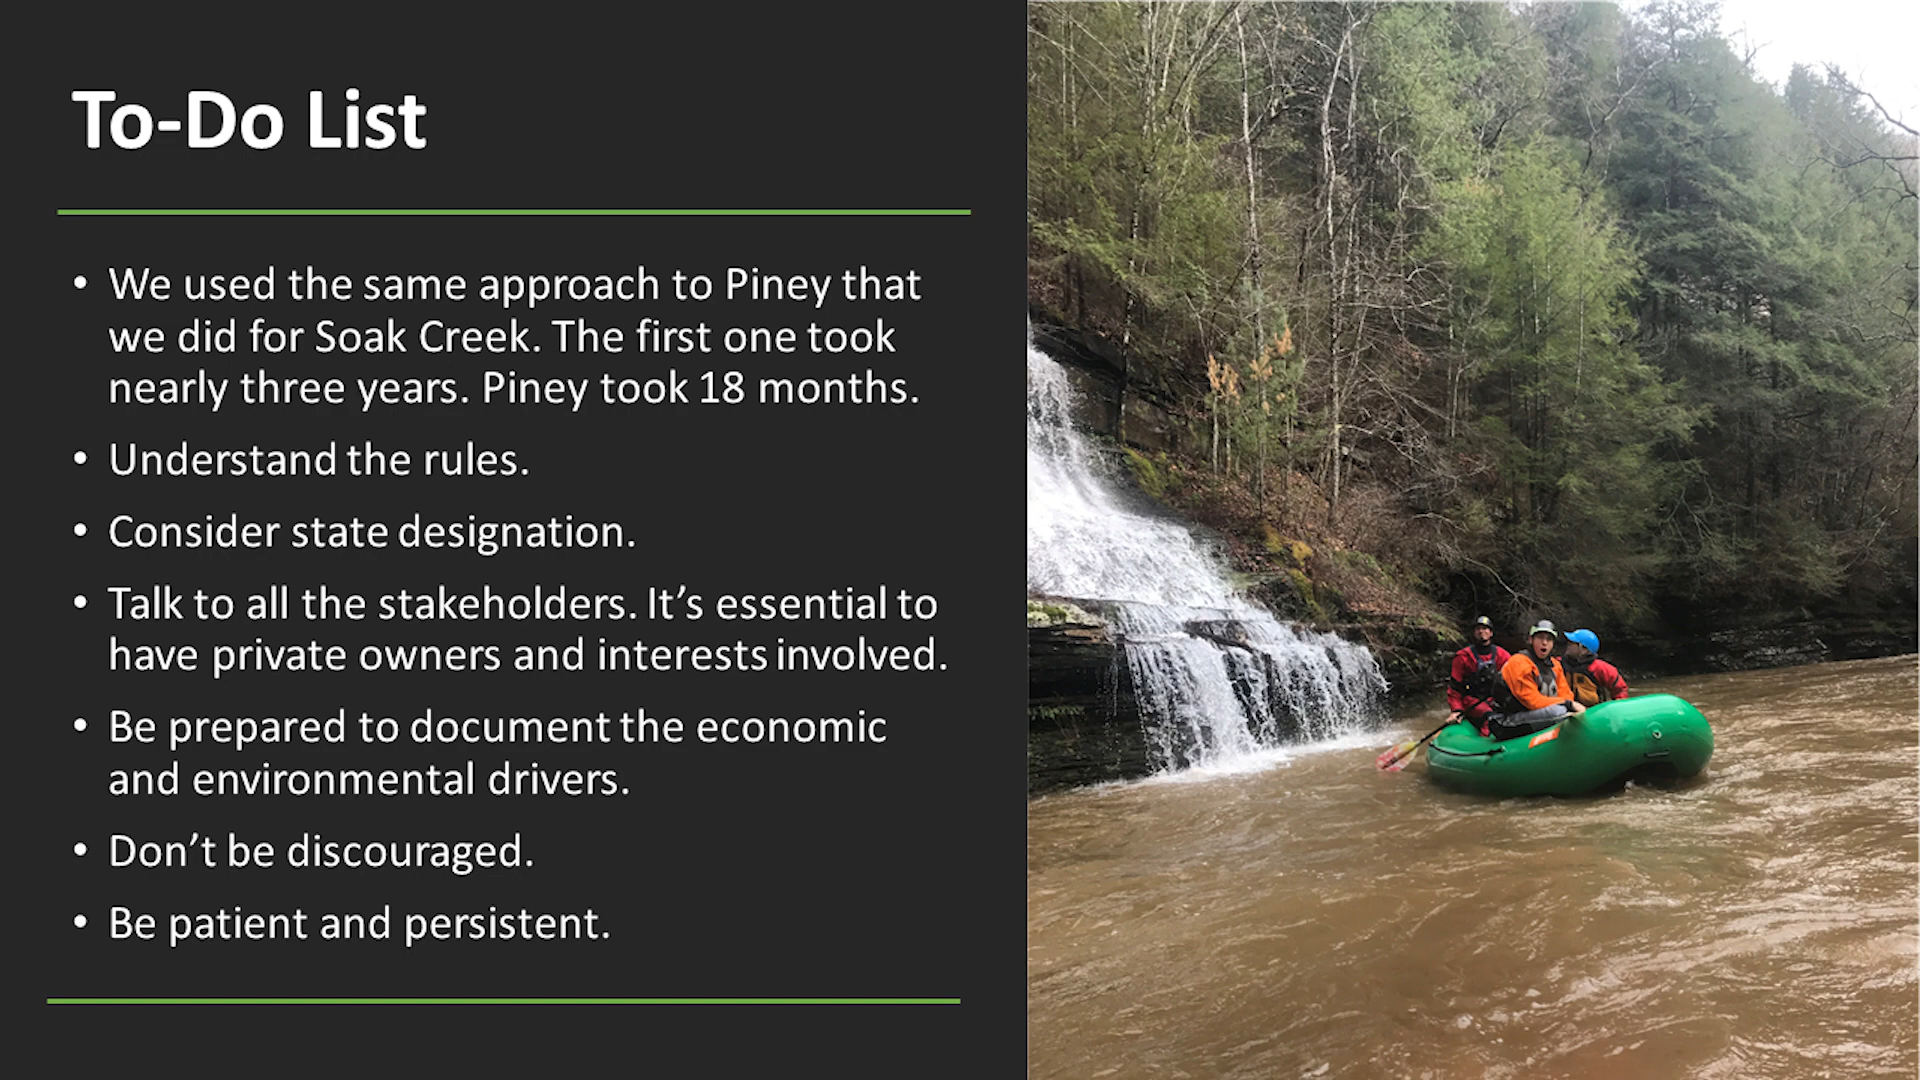 To-Do List
• We used the same approach to Piney that
we did for Soak Creek. The first one took
nearly three years. Piney took 18 months.
• Understand the rules.
• Consider state designation.
• Talk to all the stakeholders. It’s essential to
have private owners and interests involved.
• Be prepared to document the economic
and environmental drivers.
• Don’t be discouraged.
• Be patient and persistent.